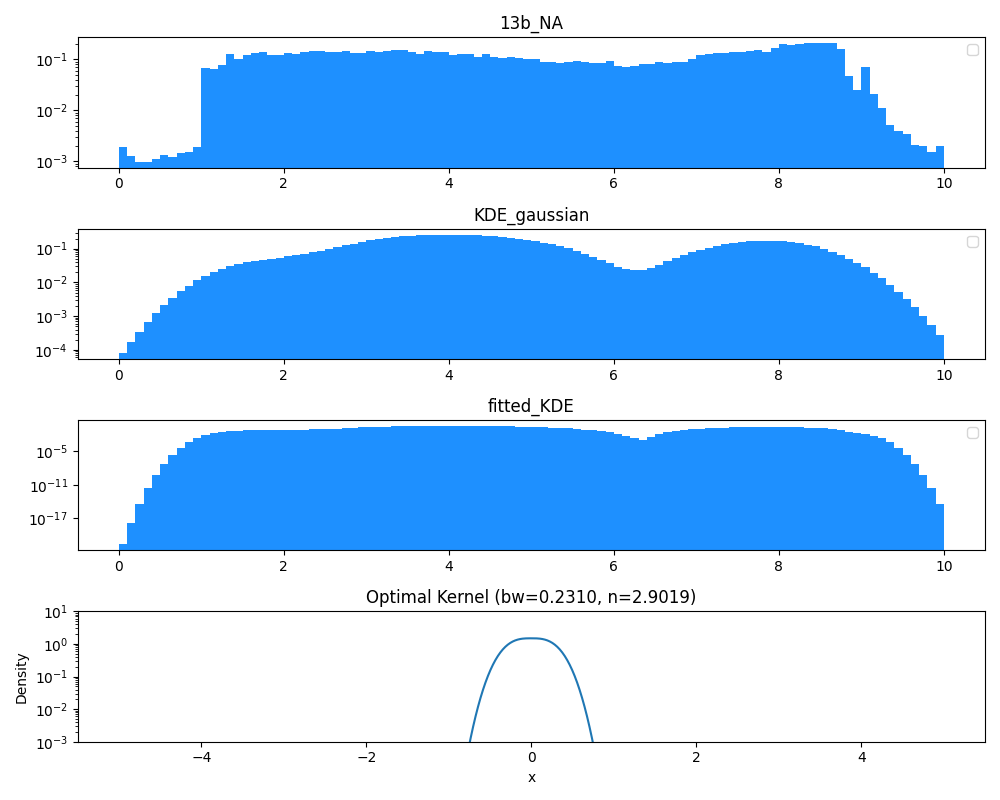 13b_NA
10⁻¹
10⁻²
10⁻³
0 2 4 6 8 10
KDE_gaussian
10⁻¹
10⁻²
10⁻³
10⁻⁴
0 2 4 6 8 10
fitted_KDE
10⁻⁵
10⁻¹¹
10⁻¹⁷
0 2 4 6 8 10
Optimal Kernel (bw=0.2310, n=2.9019)
10¹
10⁰
10⁻¹
10⁻²
10⁻³
Density
−4 −2 0 2 4
x